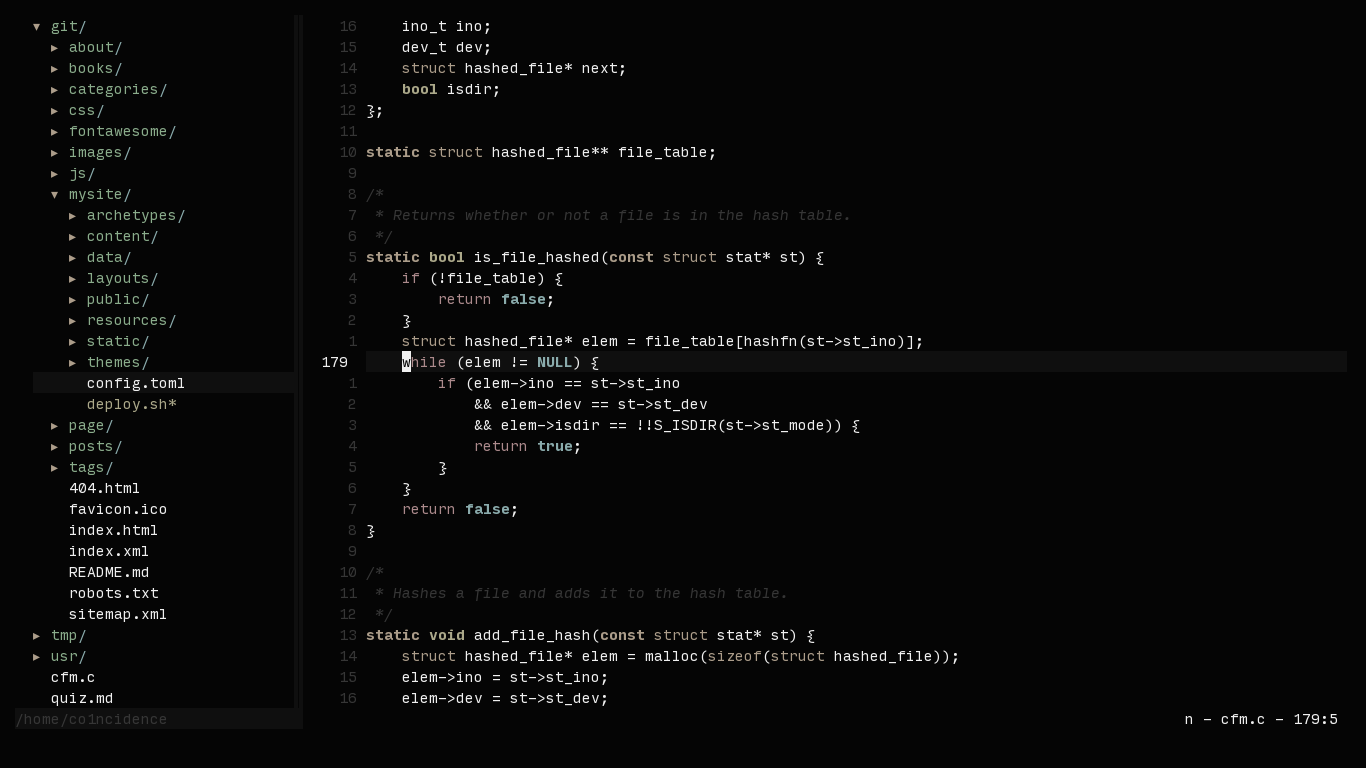 ▾ git/
▸ about/
▸ books/
▸ categories/
▸ css/
▸ fontawesome/
▸ images/
▸ js/
▾ mysite/
▸ archetypes/
▸ content/
▸ data/
▸ layouts/
▸ public/
▸ resources/
▸ static/
▸ themes/
config.toml
deploy.sh*
▸ page/
▸ posts/
▸ tags/
404.html
favicon.ico
index.html
index.xml
README.md
robots.txt
sitemap.xml
▸ tmp/
▸ usr/
cfm.c
quiz.md
/home/co1ncidence
16     ino_t ino;
15     dev_t dev;
14     struct hashed_file* next;
13     bool isdir;
12 };
11
10 static struct hashed_file** file_table;
9
8 /*
7  * Returns whether or not a file is in the hash table.
6  */
5 static bool is_file_hashed(const struct stat* st) {
4     if (!file_table) {
3         return false;
2     }
1     struct hashed_file* elem = file_table[hashfn(st->st_ino)];
179     while (elem != NULL) {
1         if (elem->ino == st->st_ino
2             && elem->dev == st->st_dev
3             && elem->isdir == !!S_ISDIR(st->st_mode)) {
4             return true;
5         }
6     }
7     return false;
8 }
9
10 /*
11  * Hashes a file and adds it to the hash table.
12  */
13 static void add_file_hash(const struct stat* st) {
14     struct hashed_file* elem = malloc(sizeof(struct hashed_file));
15     elem->ino = st->st_ino;
16     elem->dev = st->st_dev;
n - cfm.c - 179:5